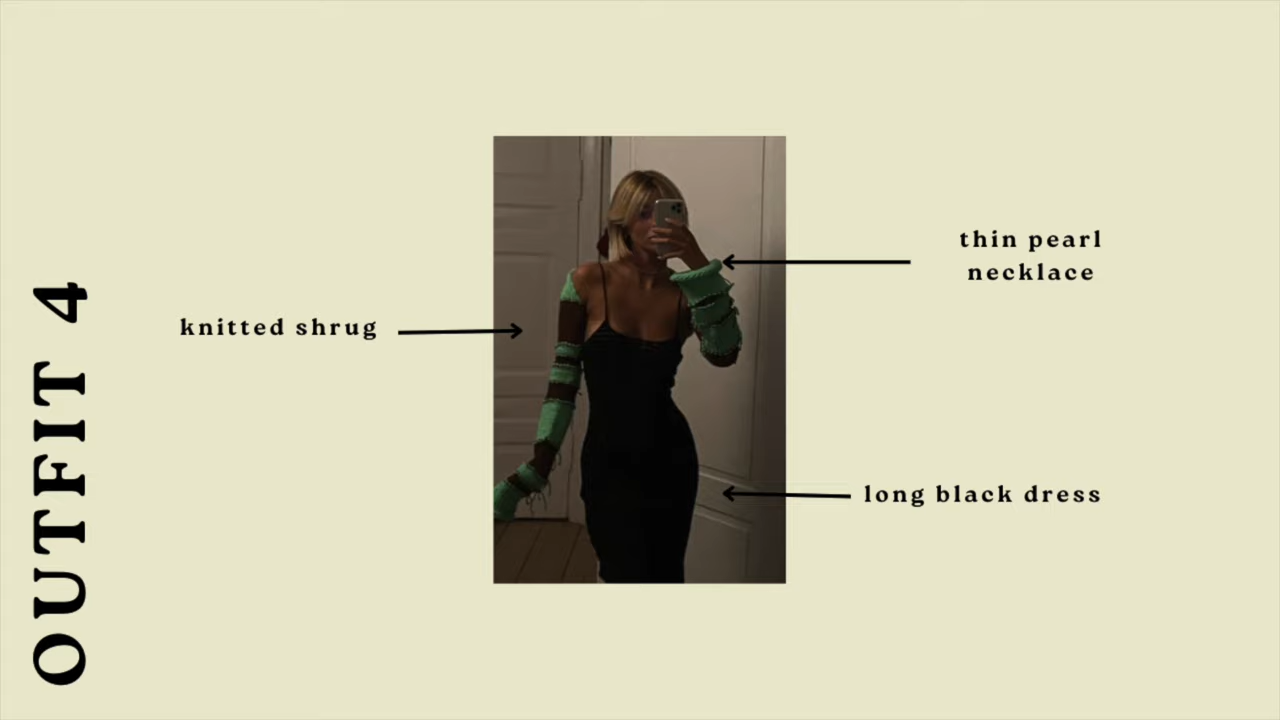 OUTFIT 4
knitted shrug
thin pearl
necklace
long black dress